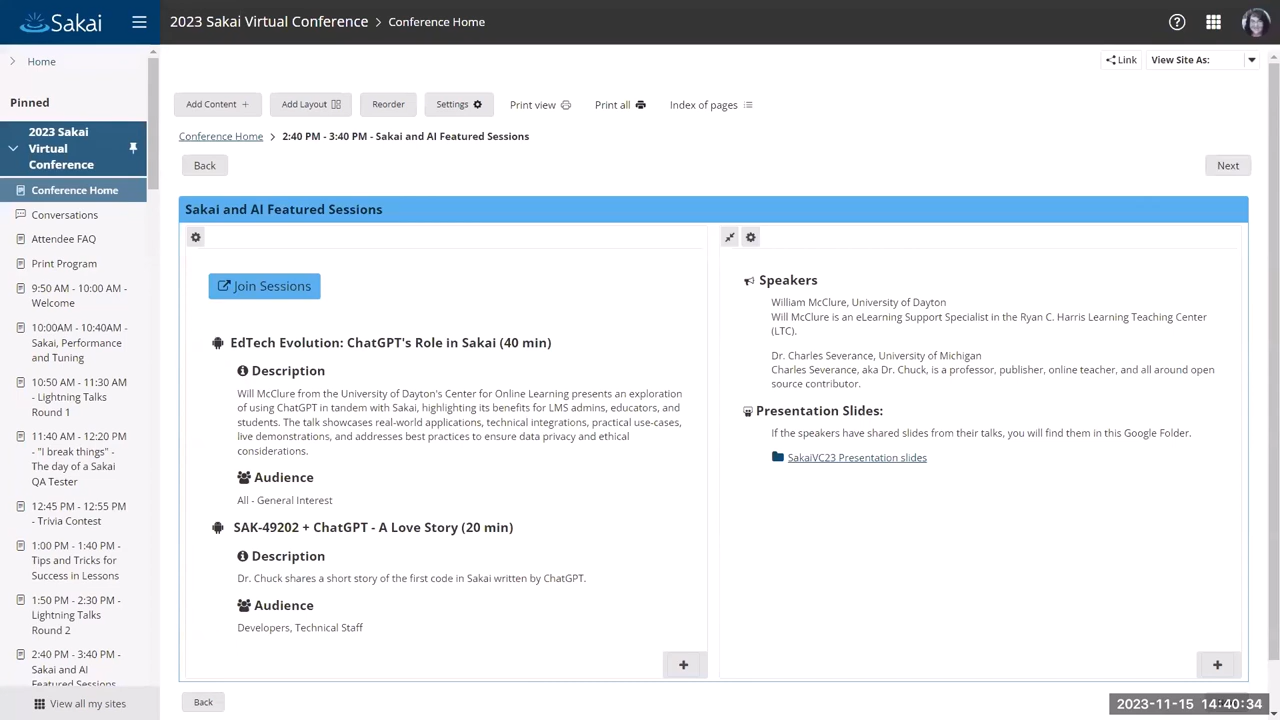 Sakai
2023 Sakai Virtual Conference > Conference Home
Home
Link
View Site As:
Pinned
2023 Sakai
Virtual
Conference
Conference Home
Conversations
Attendee FAQ
Print Program
9:50 AM - 10:00 AM -
Welcome
10:00AM - 10:40AM -
Sakai, Performance
and Tuning
10:50 AM - 11:30 AM
- Lightning Talks
Round 1
11:40 AM - 12:20 PM
- "I break things" -
The day of a Sakai
QA Tester
12:45 PM - 12:55 PM
- Trivia Contest
1:00 PM - 1:40 PM -
Tips and Tricks for
Success in Lessons
1:50 PM - 2:30 PM -
Lightning Talks
Round 2
2:40 PM - 3:40 PM -
Sakai and AI
Featured Sessions
View all my sites
Add Content +
Add Layout
Reorder
Settings
Print view
Print all
Index of pages
Conference Home > 2:40 PM - 3:40 PM - Sakai and AI Featured Sessions
Back
Next
Sakai and AI Featured Sessions
Join Sessions
EdTech Evolution: ChatGPT's Role in Sakai (40 min)
Description
Will McClure from the University of Dayton's Center for Online Learning presents an exploration
of using ChatGPT in tandem with Sakai, highlighting its benefits for LMS admins, educators, and
students. The talk showcases real-world applications, technical integrations, practical use-cases,
live demonstrations, and addresses best practices to ensure data privacy and ethical
considerations.
Audience
All - General Interest
SAK-49202 + ChatGPT - A Love Story (20 min)
Description
Dr. Chuck shares a short story of the first code in Sakai written by ChatGPT.
Audience
Developers, Technical Staff
Speakers
William McClure, University of Dayton
Will McClure is an eLearning Support Specialist in the Ryan C. Harris Learning Teaching Center
(LTC).
Dr. Charles Severance, University of Michigan
Charles Severance, aka Dr. Chuck, is a professor, publisher, online teacher, and all around open
source contributor.
Presentation Slides:
If the speakers have shared slides from their talks, you will find them in this Google Folder.
SakaiVC23 Presentation slides
Back
2023-11-15 14:40:34